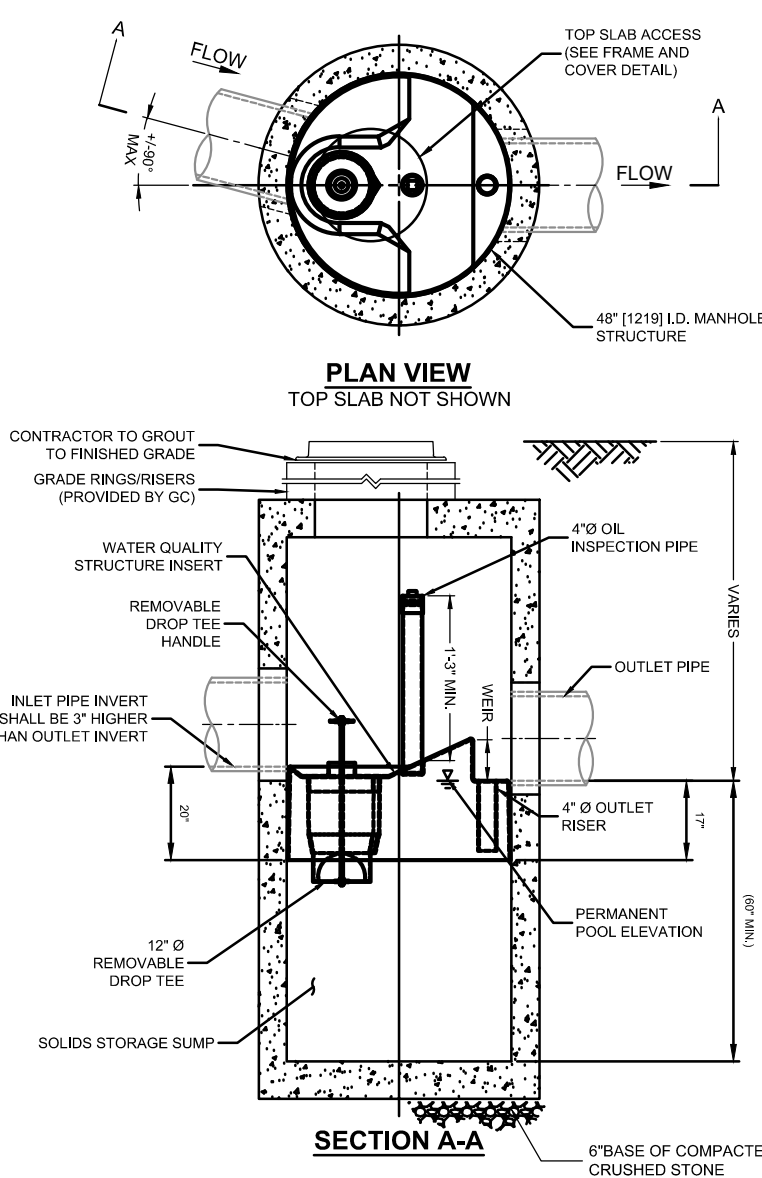 A
FLOW
TOP SLAB ACCESS
(SEE FRAME AND
COVER DETAIL)
A
+/-90°
MAX
FLOW
48" [1219] I.D. MANHOLE
STRUCTURE
PLAN VIEW
TOP SLAB NOT SHOWN
CONTRACTOR TO GROUT
TO FINISHED GRADE
GRADE RINGS/RISERS
(PROVIDED BY GC)
WATER QUALITY
STRUCTURE INSERT
4"Ø OIL
INSPECTION PIPE
REMOVABLE
DROP TEE
HANDLE
1'-3" MIN.
VARIES
WEIR
OUTLET PIPE
INLET PIPE INVERT
SHALL BE 3" HIGHER
HAN OUTLET INVERT
20"
4" Ø OUTLET
RISER
17"
PERMANENT
POOL ELEVATION
(60" MIN.)
12" Ø
REMOVABLE
DROP TEE
SOLIDS STORAGE SUMP
SECTION A-A
6"BASE OF COMPACTE
CRUSHED STONE